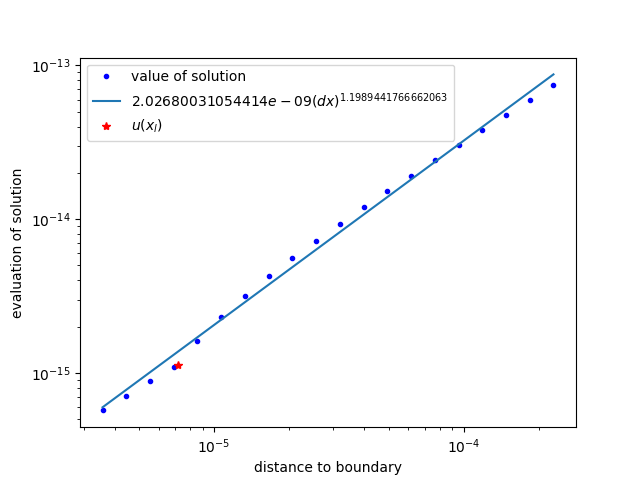 10⁻¹³
value of solution
2.02680031054414e − 09(dx)^1.1989441766662063
u(x_l)
10⁻¹⁴
10⁻¹⁵
evaluation of solution
10⁻⁵
10⁻⁴
distance to boundary